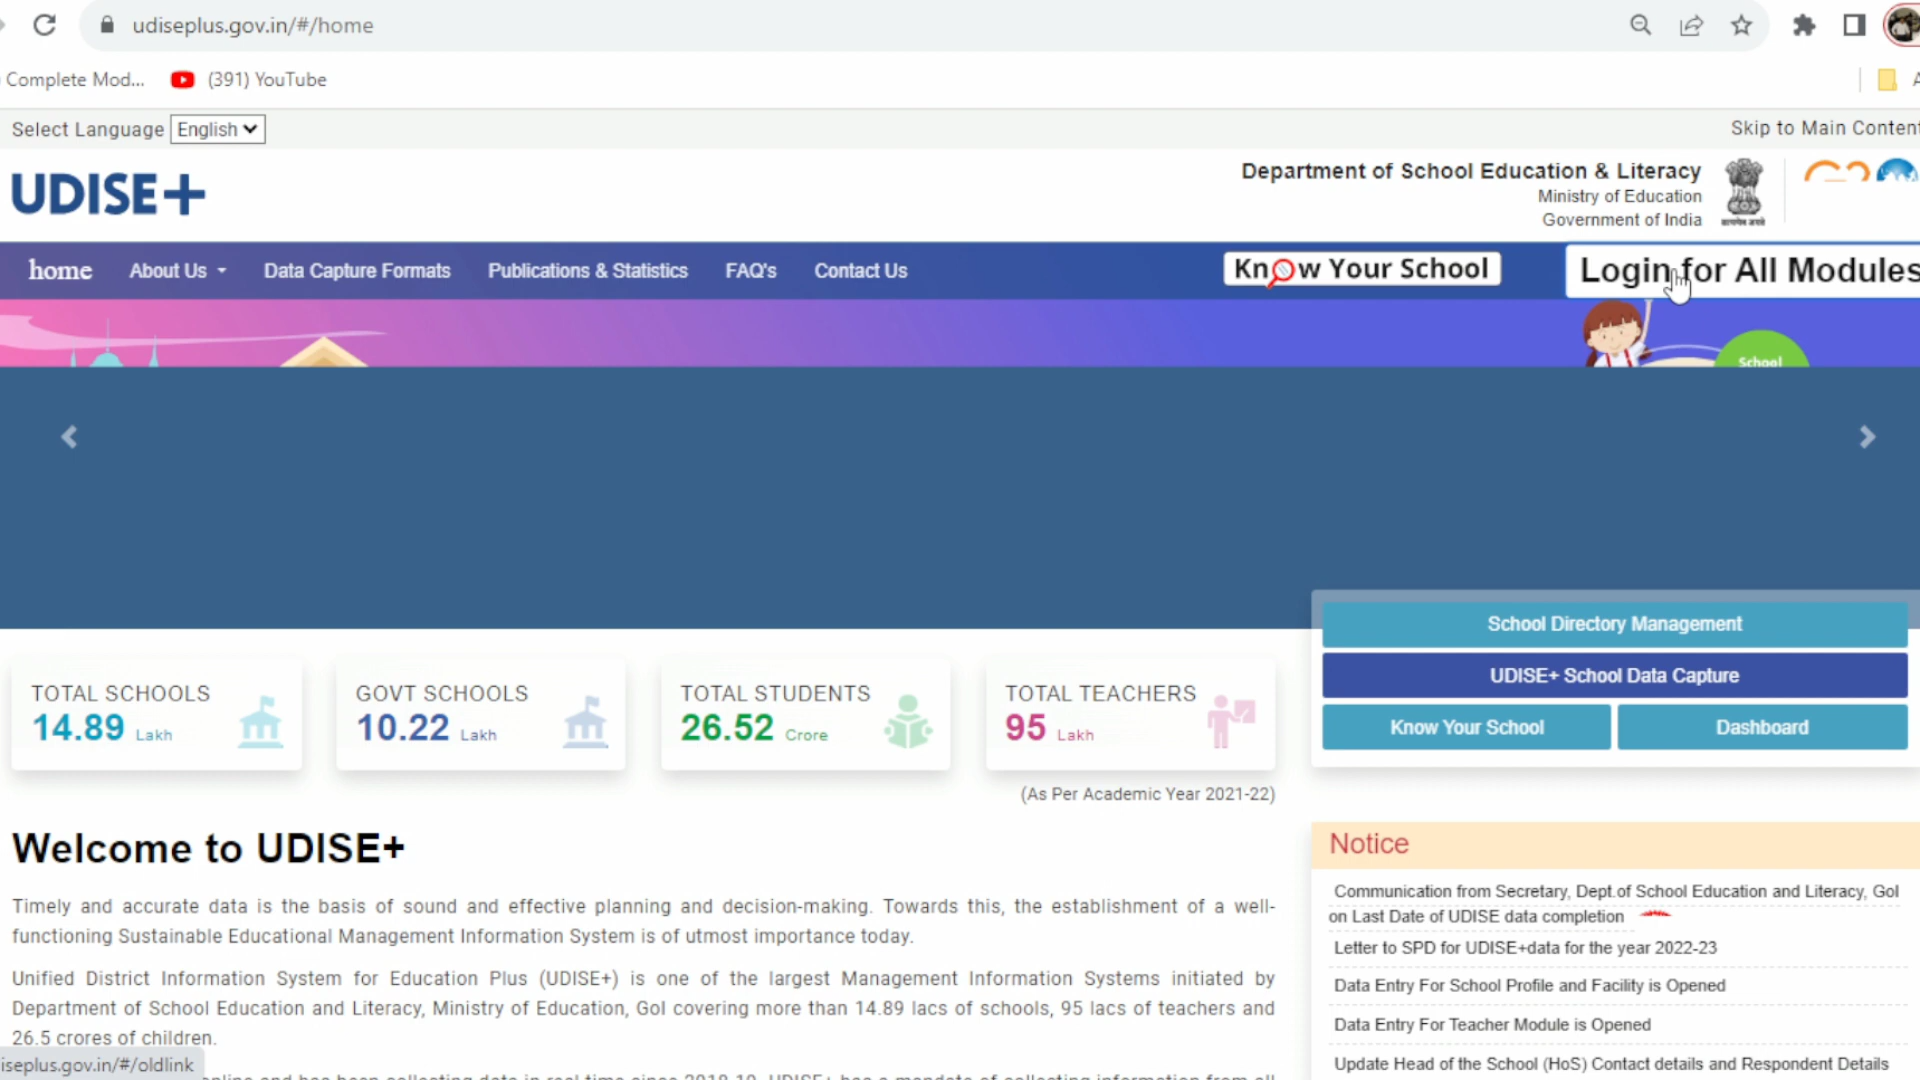 udiseplus.gov.in/#/home
Complete Mod... (391) YouTube
Select Language English Skip to Main Content
UDISE+
Department of School Education & Literacy
Ministry of Education
Government of India
home About Us Data Capture Formats Publications & Statistics FAQ's Contact Us Know Your School Login for All Modules
School
School Directory Management
UDISE+ School Data Capture
Know Your School Dashboard
TOTAL SCHOOLS
14.89 Lakh
GOVT SCHOOLS
10.22 Lakh
TOTAL STUDENTS
26.52 Crore
TOTAL TEACHERS
95 Lakh
(As Per Academic Year 2021-22)
Welcome to UDISE+
Timely and accurate data is the basis of sound and effective planning and decision-making. Towards this, the establishment of a well-
functioning Sustainable Educational Management Information System is of utmost importance today.
Unified District Information System for Education Plus (UDISE+) is one of the largest Management Information Systems initiated by
Department of School Education and Literacy, Ministry of Education, GoI covering more than 14.89 lacs of schools, 95 lacs of teachers and
26.5 crores of children.
Notice
Communication from Secretary, Dept.of School Education and Literacy, GoI
on Last Date of UDISE data completion
Letter to SPD for UDISE+data for the year 2022-23
Data Entry For School Profile and Facility is Opened
Data Entry For Teacher Module is Opened
Update Head of the School (HoS) Contact details and Respondent Details
iseplus.gov.in/#/oldlink